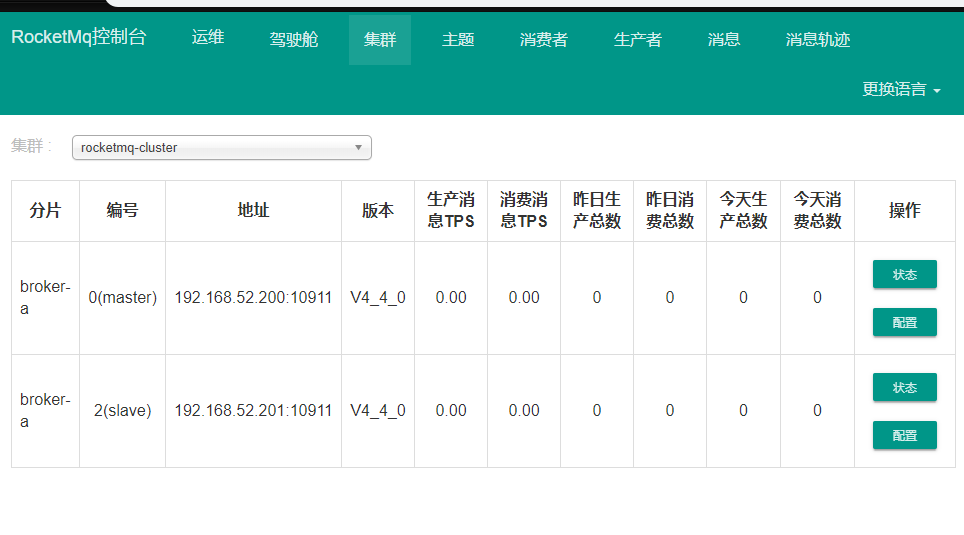 RocketMq控制台 运维 驾驶舱 集群 主题 消费者 生产者 消息 消息轨迹
更换语言
集群 : rocketmq-cluster
分片 编号 地址 版本 生产消息TPS 消费消息TPS 昨日生产总数 昨日消费总数 今天生产总数 今天消费总数 操作
broker-a 0(master) 192.168.52.200:10911 V4_4_0 0.00 0.00 0 0 0 0 状态
配置
broker-a 2(slave) 192.168.52.201:10911 V4_4_0 0.00 0.00 0 0 0 0 状态
配置